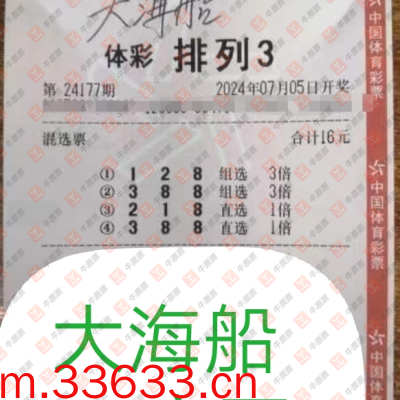 大海船
体彩 排列3
第 24177期 2024年07月05日开奖
混选票 合计16元
① 1 2 8 组选 3倍
② 3 8 8 组选 3倍
③ 2 1 8 直选 1倍
④ 3 8 8 直选 1倍
大海船
m.33633.cn
中国体育彩票
中国体育彩票
中国体育